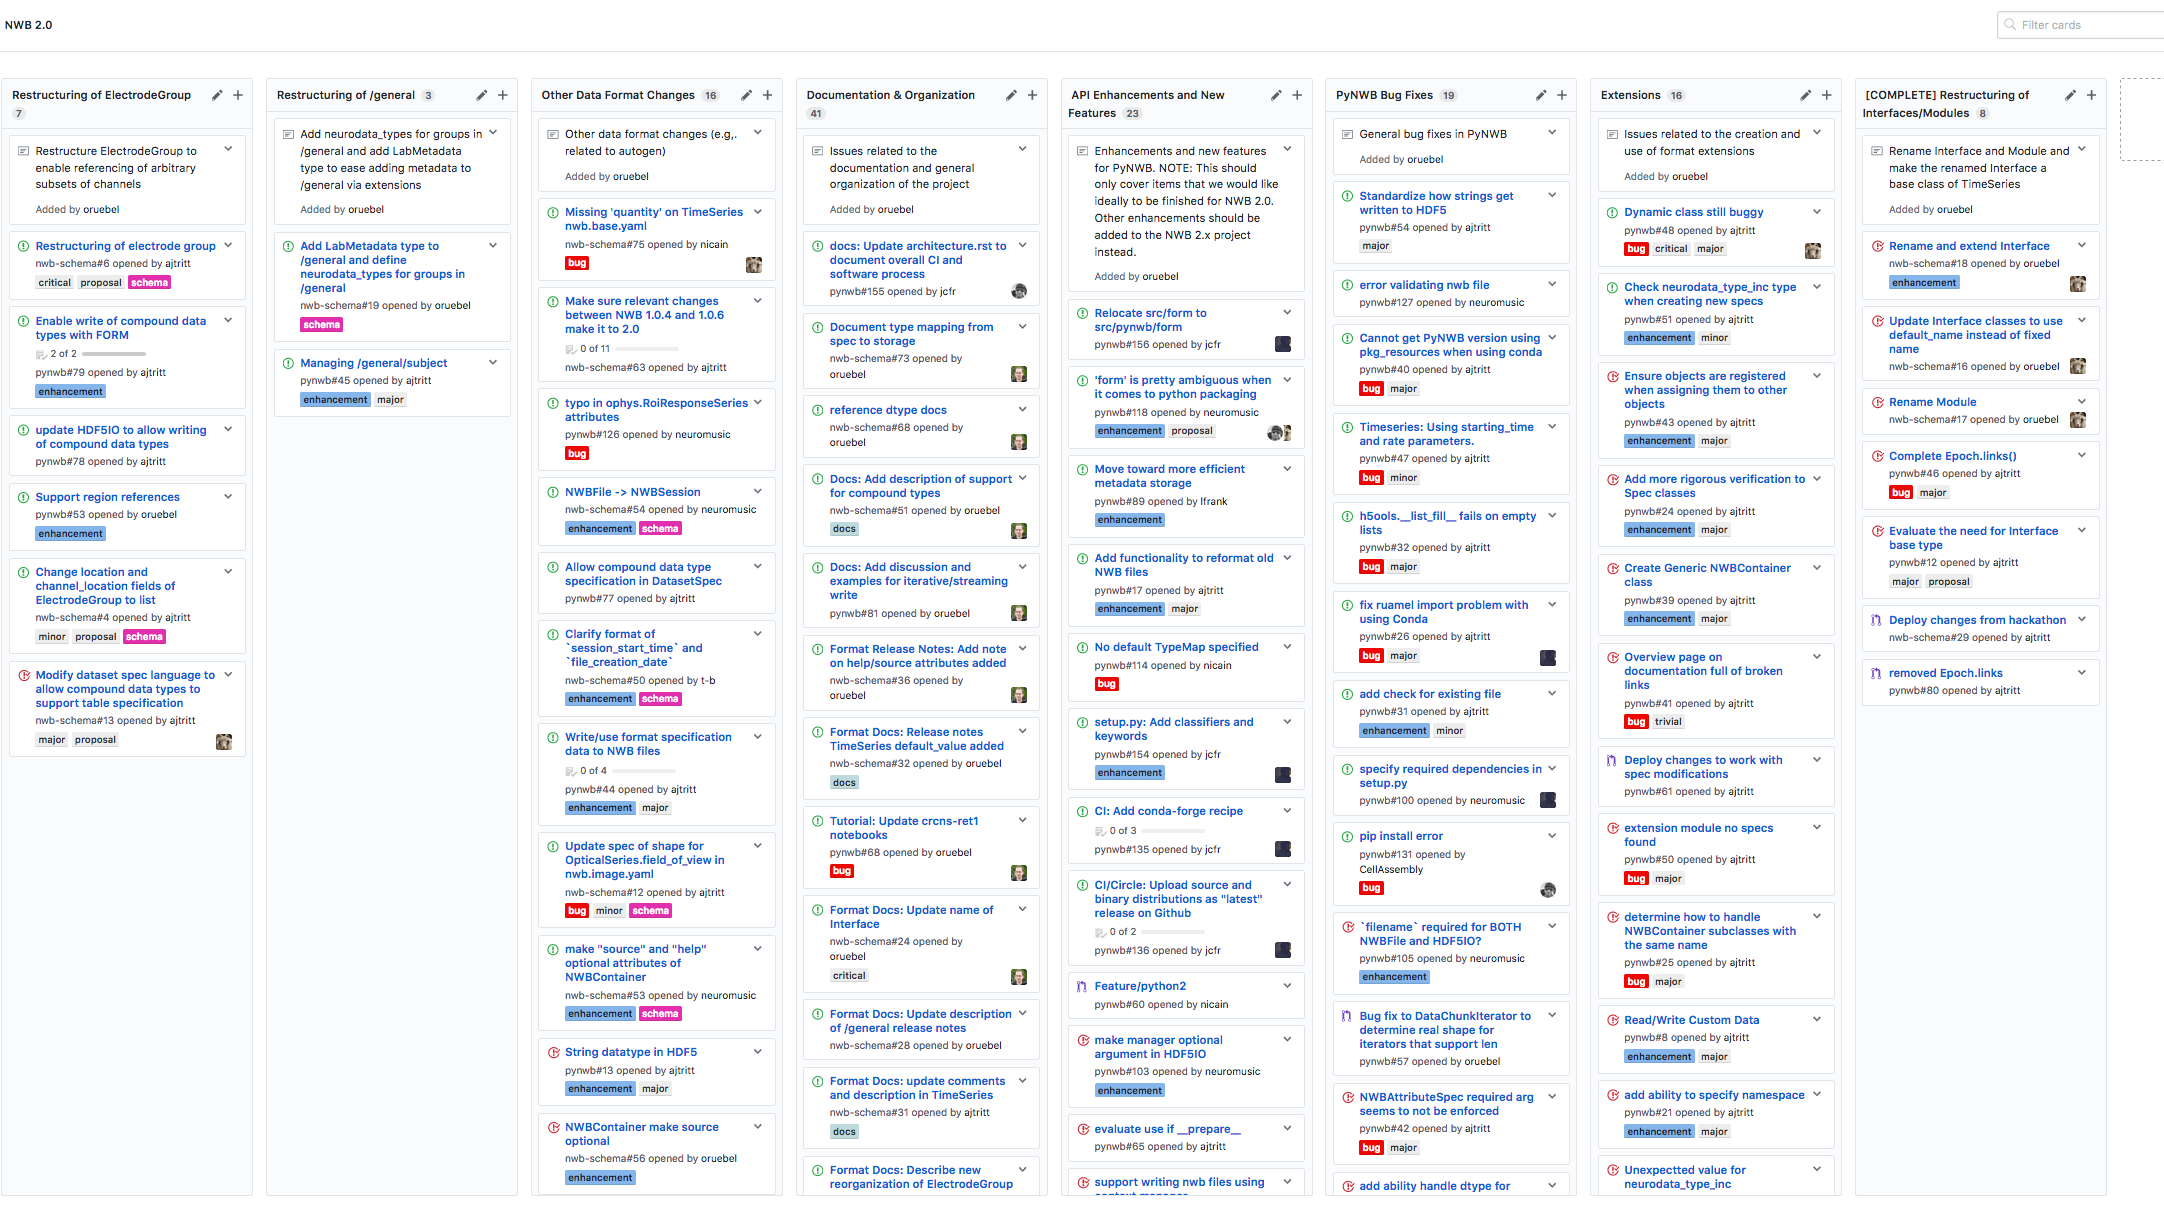 NWB 2.0
Filter cards
Restructuring of ElectrodeGroup
7
Restructure ElectrodeGroup to
enable referencing of arbitrary
subsets of channels
Added by oruebel
Restructuring of electrode group
nwb-schema#6 opened by ajtritt
critical proposal schema
Enable write of compound data
types with FORM
2 of 2
pynwb#79 opened by ajtritt
enhancement
update HDF5IO to allow writing
of compound data types
pynwb#78 opened by ajtritt
Support region references
pynwb#53 opened by oruebel
enhancement
Change location and
channel_location fields of
ElectrodeGroup to list
nwb-schema#4 opened by ajtritt
minor proposal schema
Modify dataset spec language to
allow compound data types to
support table specification
nwb-schema#13 opened by ajtritt
major proposal
Restructuring of /general 3
Add neurodata_types for groups in
/general and add LabMetadata
type to ease adding metadata to
/general via extensions
Added by oruebel
Add LabMetadata type to
/general and define
neurodata_types for groups in
/general
nwb-schema#19 opened by oruebel
schema
Managing /general/subject
pynwb#45 opened by ajtritt
enhancement major
Other Data Format Changes 16
Other data format changes (e.g,.
related to autogen)
Added by oruebel
Missing 'quantity' on TimeSeries
nwb.base.yaml
nwb-schema#75 opened by nicain
bug
Make sure relevant changes
between NWB 1.0.4 and 1.0.6
make it to 2.0
0 of 11
nwb-schema#63 opened by ajtritt
typo in ophys.RoiResponseSeries
attributes
pynwb#126 opened by neuromusic
bug
NWBFile -> NWBSession
nwb-schema#54 opened by neuromusic
enhancement schema
Allow compound data type
specification in DatasetSpec
pynwb#77 opened by ajtritt
Clarify format of
`session_start_time` and
`file_creation_date`
nwb-schema#50 opened by t-b
enhancement schema
Write/use format specification
data to NWB files
0 of 4
pynwb#44 opened by ajtritt
enhancement major
Update spec of shape for
OpticalSeries.field_of_view in
nwb.image.yaml
nwb-schema#12 opened by ajtritt
bug minor schema
make "source" and "help"
optional attributes of
NWBContainer
nwb-schema#53 opened by neuromusic
enhancement schema
String datatype in HDF5
pynwb#13 opened by ajtritt
enhancement major
NWBContainer make source
optional
nwb-schema#56 opened by oruebel
enhancement
Documentation & Organization
41
Issues related to the
documentation and general
organization of the project
Added by oruebel
docs: Update architecture.rst to
document overall CI and
software process
pynwb#155 opened by jcfr
Document type mapping from
spec to storage
nwb-schema#73 opened by
oruebel
reference dtype docs
nwb-schema#68 opened by
oruebel
Docs: Add description of support
for compound types
nwb-schema#51 opened by oruebel
docs
Docs: Add discussion and
examples for iterative/streaming
write
pynwb#81 opened by oruebel
Format Release Notes: Add note
on help/source attributes added
nwb-schema#36 opened by
oruebel
Format Docs: Release notes
TimeSeries default_value added
nwb-schema#32 opened by oruebel
docs
Tutorial: Update crcns-ret1
notebooks
pynwb#68 opened by oruebel
bug
Format Docs: Update name of
Interface
nwb-schema#24 opened by
oruebel
critical
Format Docs: Update description
of /general release notes
nwb-schema#28 opened by oruebel
Format Docs: update comments
and description in TimeSeries
nwb-schema#31 opened by ajtritt
docs
Format Docs: Describe new
reorganization of ElectrodeGroup
API Enhancements and New
Features 23
Enhancements and new features
for PyNWB. NOTE: This should
only cover items that we would like
ideally to be finished for NWB 2.0.
Other enhancements should be
added to the NWB 2.x project
instead.
Added by oruebel
Relocate src/form to
src/pynwb/form
pynwb#156 opened by jcfr
'form' is pretty ambiguous when
it comes to python packaging
pynwb#118 opened by neuromusic
enhancement proposal
Move toward more efficient
metadata storage
pynwb#89 opened by lfrank
enhancement
Add functionality to reformat old
NWB files
pynwb#17 opened by ajtritt
enhancement major
No default TypeMap specified
pynwb#114 opened by nicain
bug
setup.py: Add classifiers and
keywords
pynwb#154 opened by jcfr
enhancement
CI: Add conda-forge recipe
0 of 3
pynwb#135 opened by jcfr
CI/Circle: Upload source and
binary distributions as "latest"
release on Github
0 of 2
pynwb#136 opened by jcfr
Feature/python2
pynwb#60 opened by nicain
make manager optional
argument in HDF5IO
pynwb#103 opened by neuromusic
enhancement
evaluate use if __prepare__
pynwb#65 opened by ajtritt
support writing nwb files using
context manager
PyNWB Bug Fixes 19
General bug fixes in PyNWB
Added by oruebel
Standardize how strings get
written to HDF5
pynwb#54 opened by ajtritt
major
error validating nwb file
pynwb#127 opened by neuromusic
Cannot get PyNWB version using
pkg_resources when using conda
pynwb#40 opened by ajtritt
bug major
Timeseries: Using starting_time
and rate parameters.
pynwb#47 opened by ajtritt
bug minor
h5ools.__list_fill__ fails on empty
lists
pynwb#32 opened by ajtritt
bug major
fix ruamel import problem with
using Conda
pynwb#26 opened by ajtritt
bug major
add check for existing file
pynwb#31 opened by ajtritt
enhancement minor
specify required dependencies in
setup.py
pynwb#100 opened by neuromusic
pip install error
pynwb#131 opened by
CellAssembly
bug
`filename` required for BOTH
NWBFile and HDF5IO?
pynwb#105 opened by neuromusic
enhancement
Bug fix to DataChunkIterator to
determine real shape for
iterators that support len
pynwb#57 opened by oruebel
NWBAttributeSpec required arg
seems to not be enforced
pynwb#42 opened by ajtritt
bug major
add ability handle dtype for
Extensions 16
Issues related to the creation and
use of format extensions
Added by oruebel
Dynamic class still buggy
pynwb#48 opened by ajtritt
bug critical major
Check neurodata_type_inc type
when creating new specs
pynwb#51 opened by ajtritt
enhancement minor
Ensure objects are registered
when assigning them to other
objects
pynwb#43 opened by ajtritt
enhancement major
Add more rigorous verification to
Spec classes
pynwb#24 opened by ajtritt
enhancement major
Create Generic NWBContainer
class
pynwb#39 opened by ajtritt
enhancement major
Overview page on
documentation full of broken
links
pynwb#41 opened by ajtritt
bug trivial
Deploy changes to work with
spec modifications
pynwb#61 opened by ajtritt
extension module no specs
found
pynwb#50 opened by ajtritt
bug major
determine how to handle
NWBContainer subclasses with
the same name
pynwb#25 opened by ajtritt
bug major
Read/Write Custom Data
pynwb#8 opened by ajtritt
enhancement major
add ability to specify namespace
pynwb#21 opened by ajtritt
enhancement major
Unexpectted value for
neurodata_type_inc
[COMPLETE] Restructuring of
Interfaces/Modules 8
Rename Interface and Module and
make the renamed Interface a
base class of TimeSeries
Added by oruebel
Rename and extend Interface
nwb-schema#18 opened by oruebel
enhancement
Update Interface classes to use
default_name instead of fixed
name
nwb-schema#16 opened by oruebel
Rename Module
nwb-schema#17 opened by oruebel
Complete Epoch.links()
pynwb#46 opened by ajtritt
bug major
Evaluate the need for Interface
base type
pynwb#12 opened by ajtritt
major proposal
Deploy changes from hackathon
nwb-schema#29 opened by ajtritt
removed Epoch.links
pynwb#80 opened by ajtritt